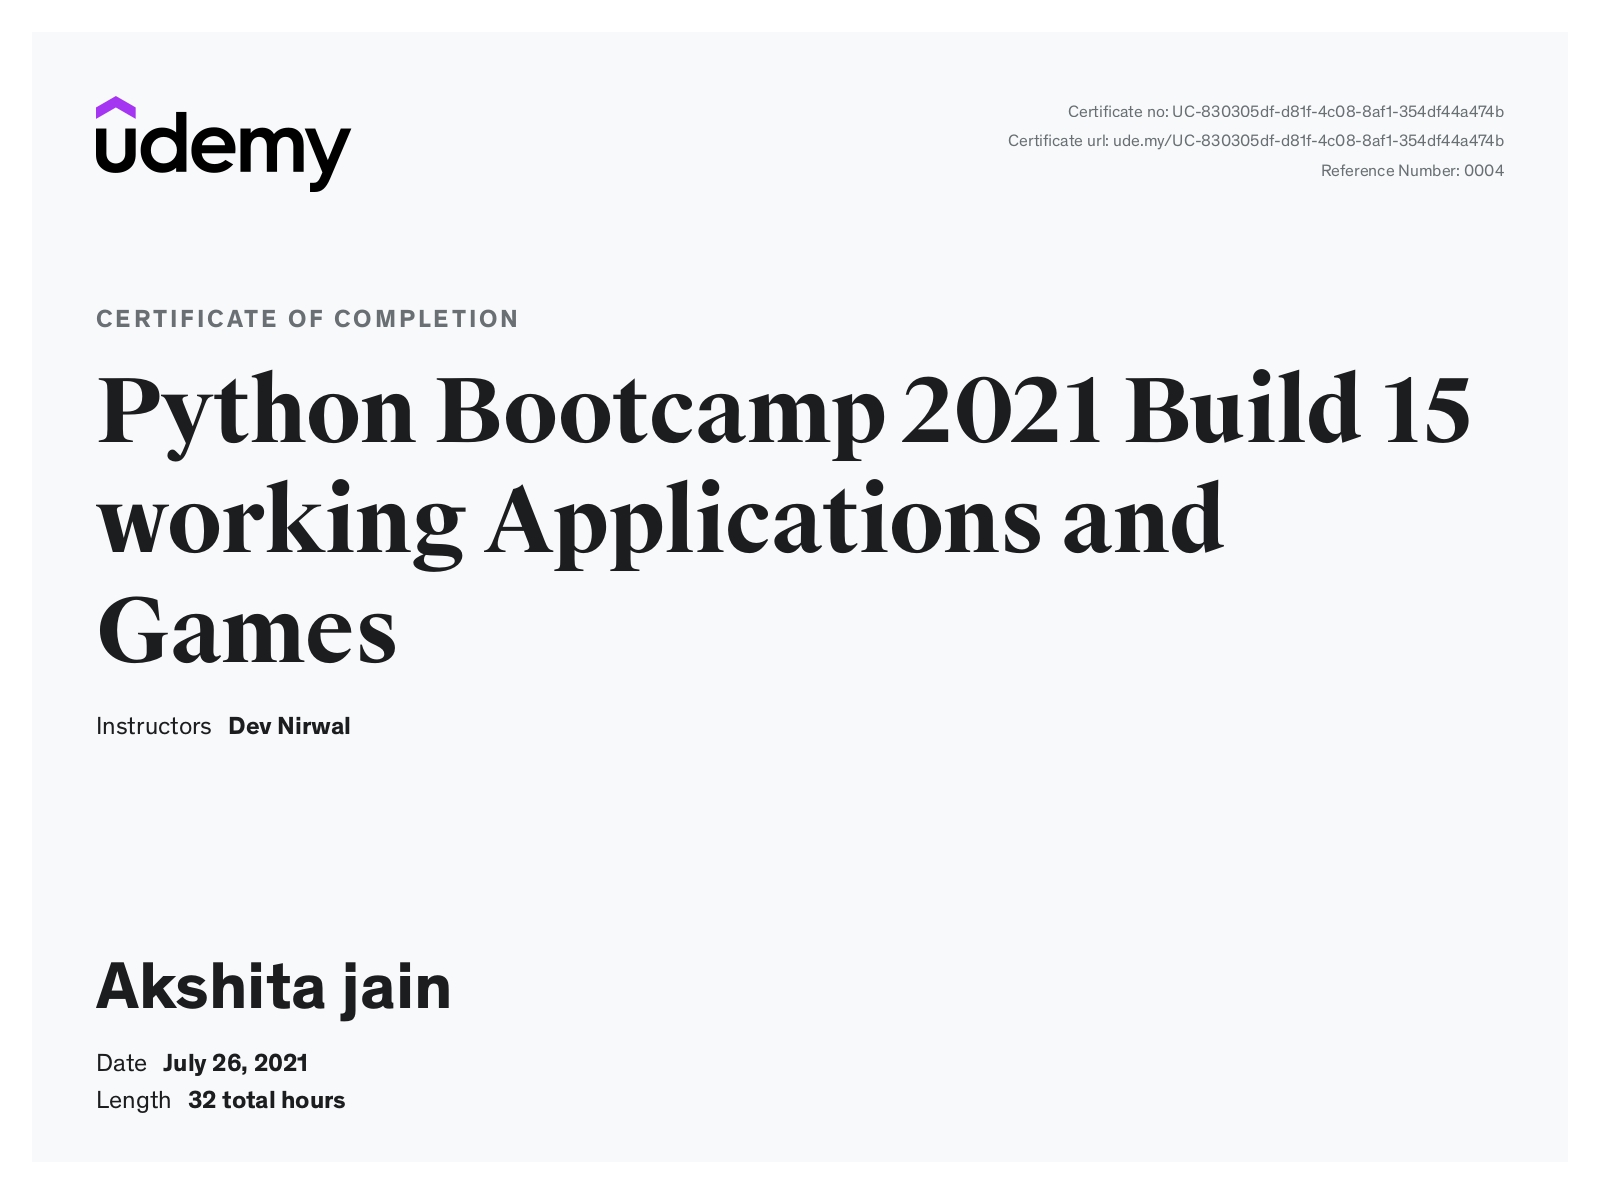 udemy
Certificate no: UC-830305df-d81f-4c08-8af1-354df44a474b
Certificate url: ude.my/UC-830305df-d81f-4c08-8af1-354df44a474b
Reference Number: 0004
CERTIFICATE OF COMPLETION
Python Bootcamp 2021 Build 15
working Applications and
Games
Instructors Dev Nirwal
Akshita jain
Date July 26, 2021
Length 32 total hours